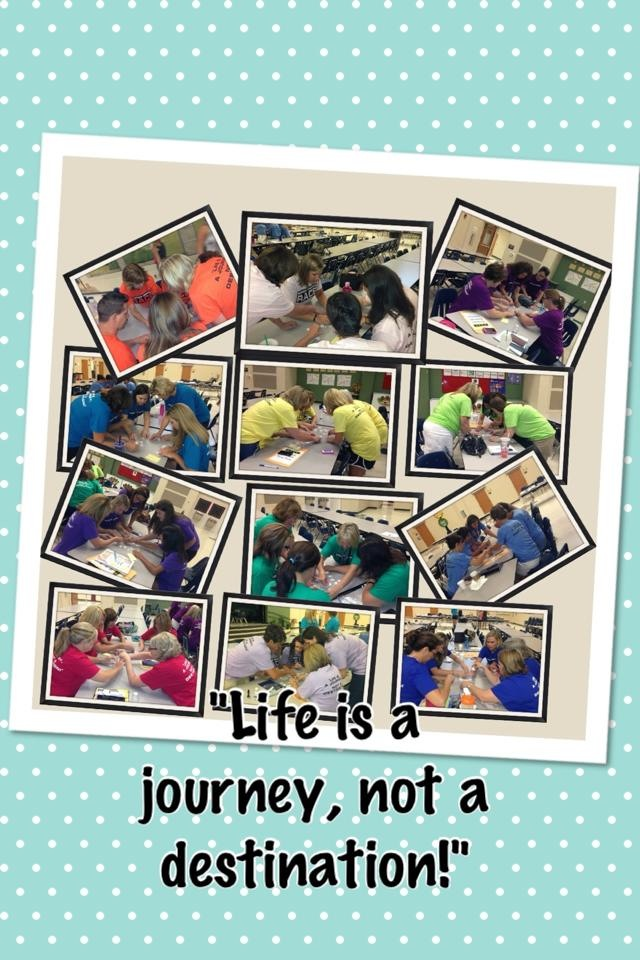 "Life is a
journey, not a
destination!"